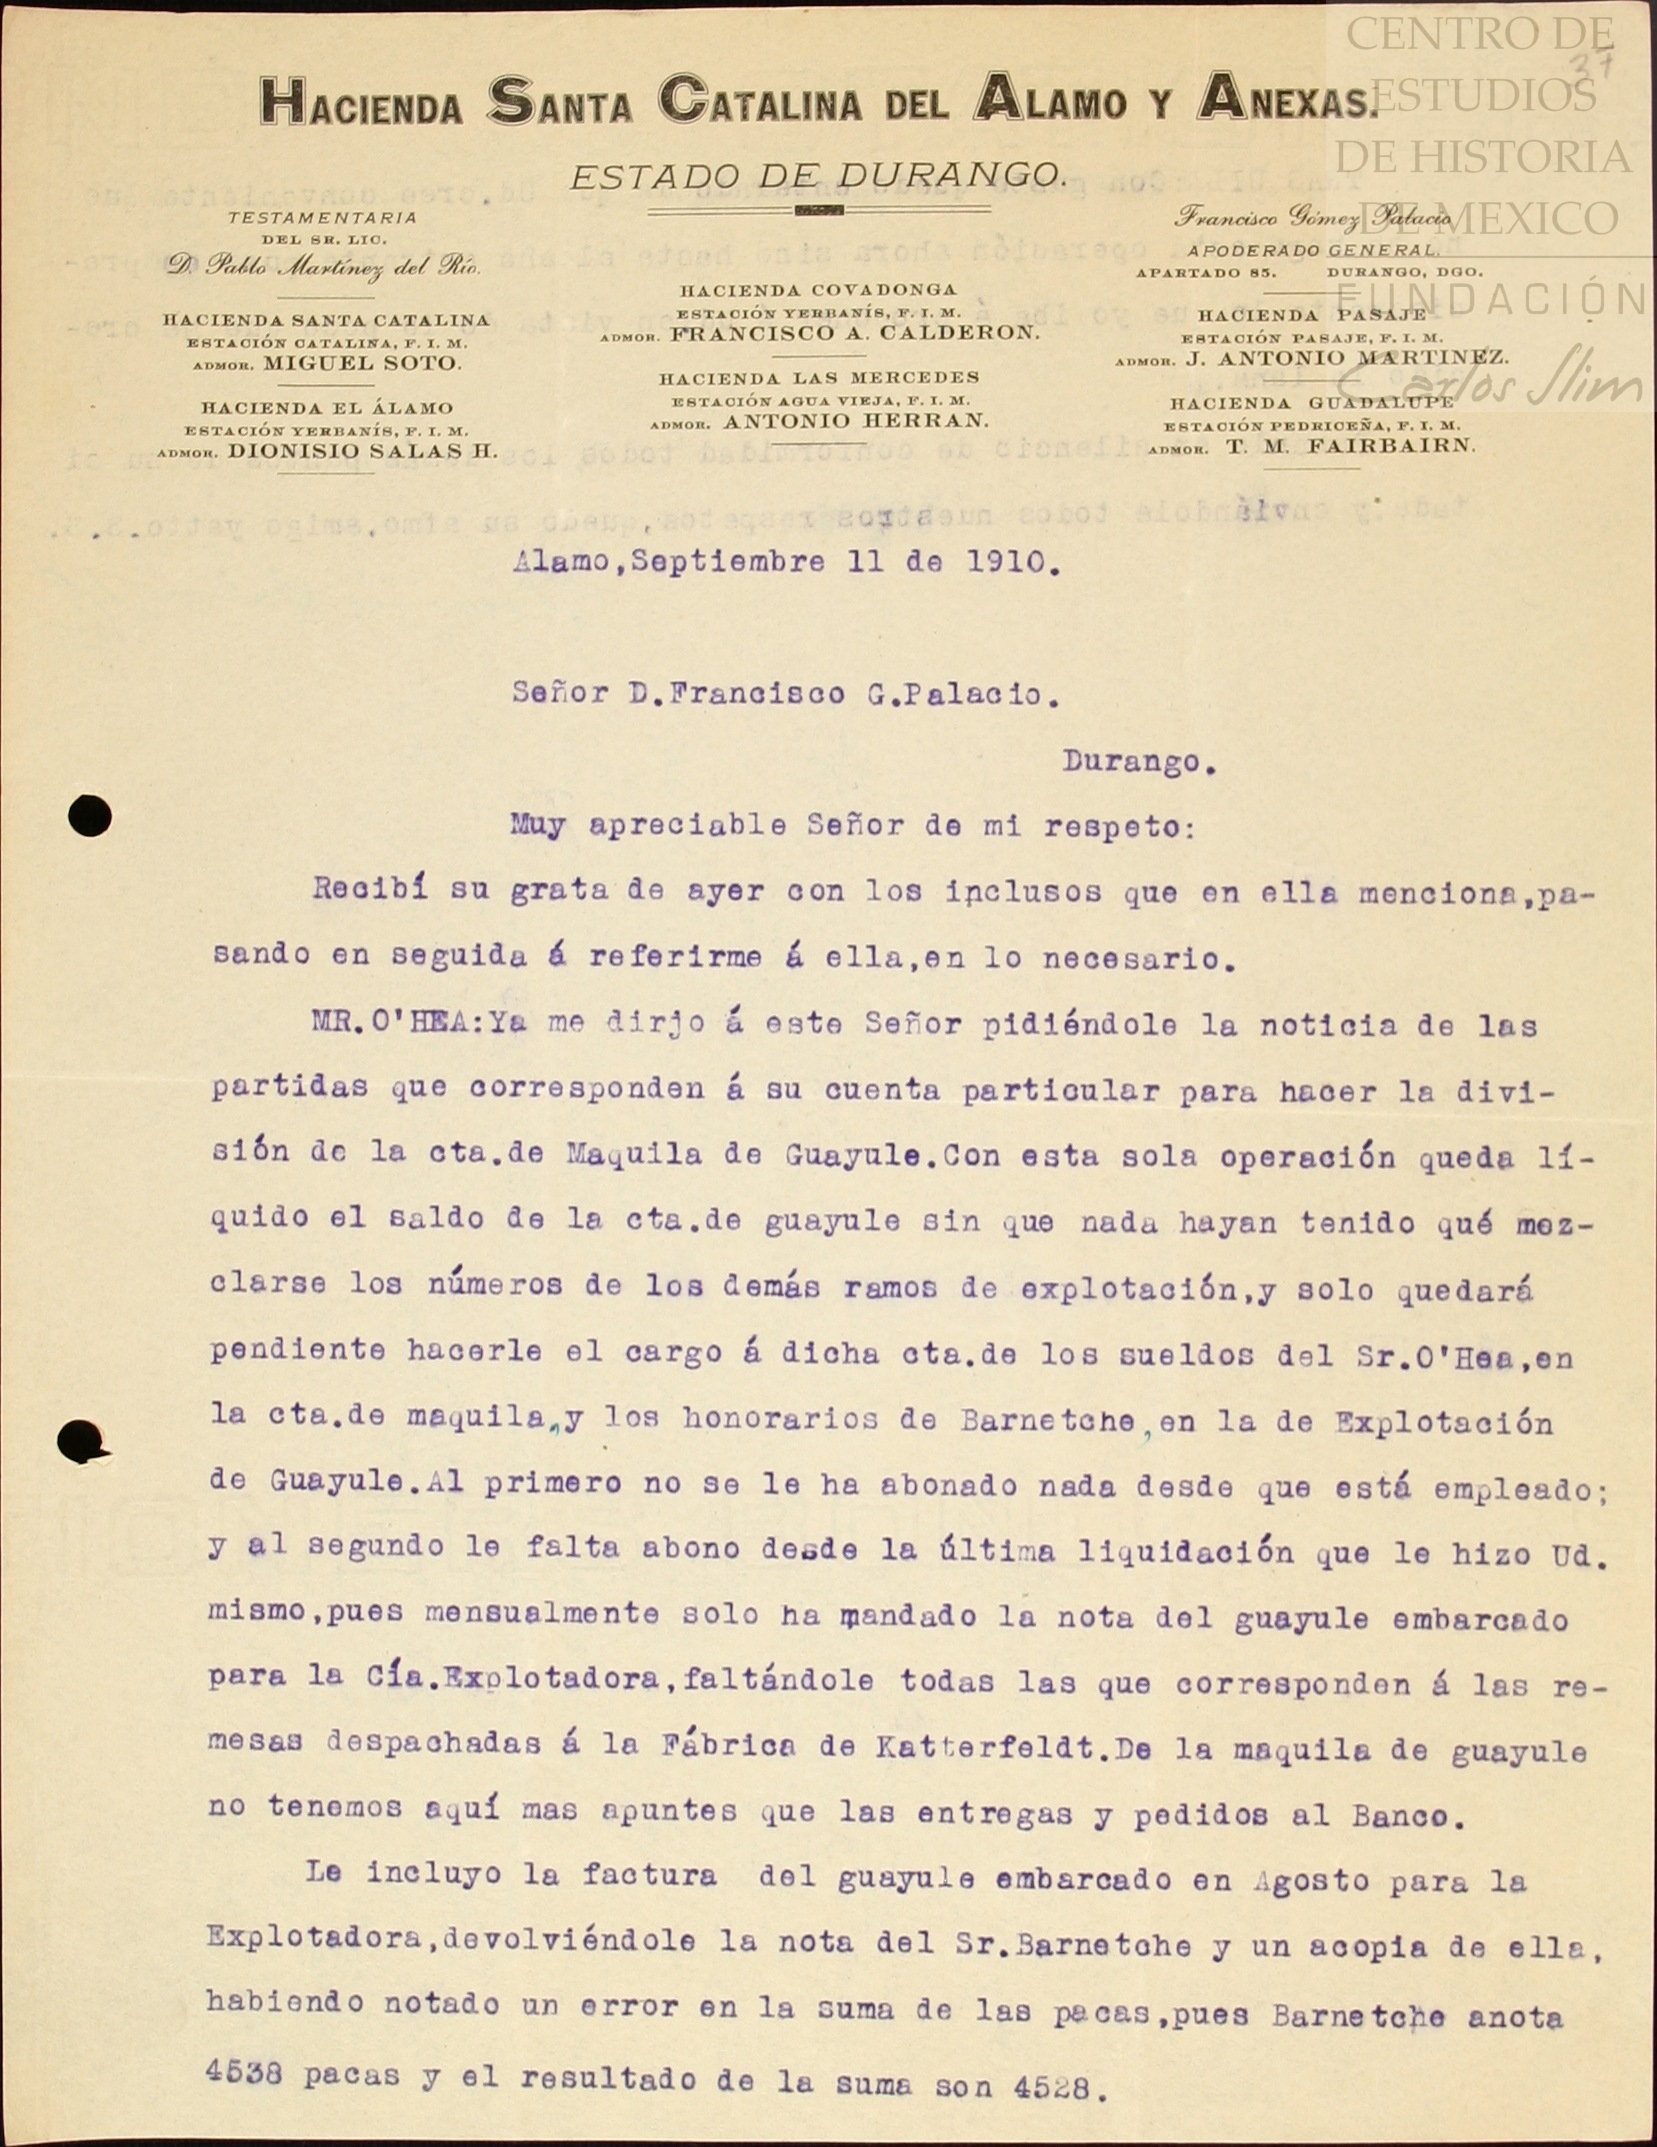 CENTRO DE
ESTUDIOS
DE HISTORIA
DE MEXICO
FUNDACIÓN
Carlos Slim
37
HACIENDA SANTA CATALINA DEL ALAMO Y ANEXAS.
ESTADO DE DURANGO.
TESTAMENTARIA
DEL SR. LIC.
D. Pablo Martínez del Río.
HACIENDA SANTA CATALINA
ESTACIÓN CATALINA, F. I. M.
ADMOR. MIGUEL SOTO.
HACIENDA EL ÁLAMO
ESTACIÓN YERBANÍS, F. I. M.
ADMOR. DIONISIO SALAS H.
HACIENDA COVADONGA
ESTACIÓN YERBANÍS, F. I. M.
ADMOR. FRANCISCO A. CALDERON.
HACIENDA LAS MERCEDES
ESTACIÓN AGUA VIEJA, F. I. M.
ADMOR. ANTONIO HERRAN.
Francisco Gómez Palacio
APODERADO GENERAL.
APARTADO 85. DURANGO, DGO.
HACIENDA PASAJE
ESTACIÓN PASAJE, F. I. M.
ADMOR. J. ANTONIO MARTINEZ.
HACIENDA GUADALUPE
ESTACIÓN PEDRICEÑA, F. I. M.
ADMOR. T. M. FAIRBAIRN.
Alamo,Septiembre 11 de 1910.
Señor D.Francisco G.Palacio.
Durango.
Muy apreciable Señor de mi respeto:
Recibí su grata de ayer con los inclusos que en ella menciona,pa-
sando en seguida á referirme á ella,en lo necesario.
MR.O'HEA:Ya me dirjo á este Señor pidiéndole la noticia de las
partidas que corresponden á su cuenta particular para hacer la divi-
sión de la cta.de Maquila de Guayule.Con esta sola operación queda lí-
quido el saldo de la cta.de guayule sin que nada hayan tenido qué mez-
clarse los números de los demás ramos de explotación,y solo quedará
pendiente hacerle el cargo á dicha cta.de los sueldos del Sr.O'Hea,en
la cta.de maquila,y los honorarios de Barnetche,en la de Explotación
de Guayule.Al primero no se le ha abonado nada desde que está empleado;
y al segundo le falta abono desde la última liquidación que le hizo Ud.
mismo,pues mensualmente solo ha mandado la nota del guayule embarcado
para la Cía.Explotadora,faltándole todas las que corresponden á las re-
mesas despachadas á la Fábrica de Katterfeldt.De la maquila de guayule
no tenemos aquí mas apuntes que las entregas y pedidos al Banco.
Le incluyo la factura del guayule embarcado en Agosto para la
Explotadora,devolviéndole la nota del Sr.Barnetche y un acopia de ella,
habiendo notado un error en la suma de las pacas,pues Barnetche anota
4538 pacas y el resultado de la suma son 4528.